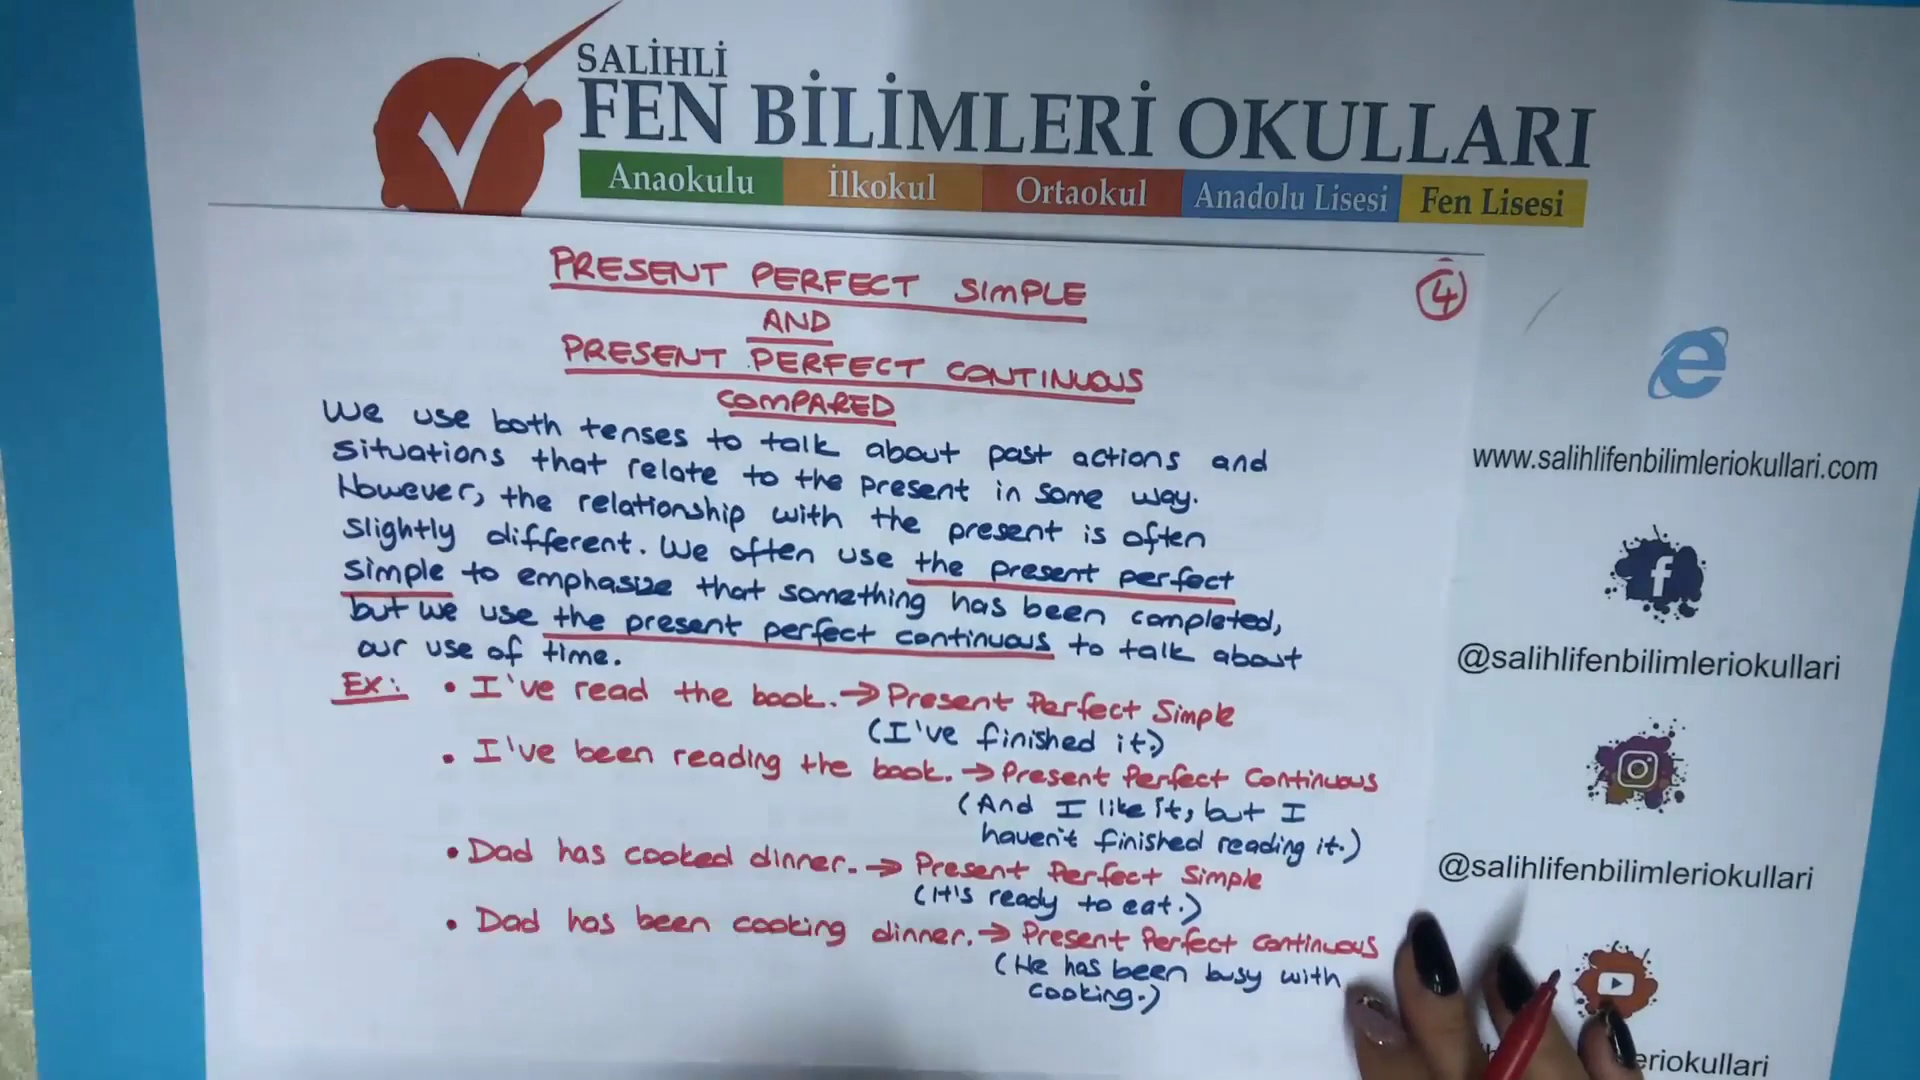 SALİHLİ
FEN BİLİMLERİ OKULLARI
Anaokulu İlkokul Ortaokul Anadolu Lisesi Fen Lisesi
PRESENT PERFECT SIMPLE
AND
PRESENT PERFECT CONTINUOUS
COMPARED
4
We use both tenses to talk about past actions and
situations that relate to the present in some way.
However, the relationship with the present is often
slightly different. We often use the present perfect
simple to emphasize that something has been completed,
but we use the present perfect continuous to talk about
our use of time.
Ex: • I've read the book. → Present Perfect Simple
(I've finished it.)
• I've been reading the book. → Present Perfect Continuous
(And I like it, but I
haven't finished reading it.)
• Dad has cooked dinner. → Present Perfect Simple
(It's ready to eat.)
• Dad has been cooking dinner. → Present Perfect Continuous
(He has been busy with
cooking.)
www.salihlifenbilimleriokullari.com
@salihlifenbilimleriokullari
@salihlifenbilimleriokullari
eriokullari